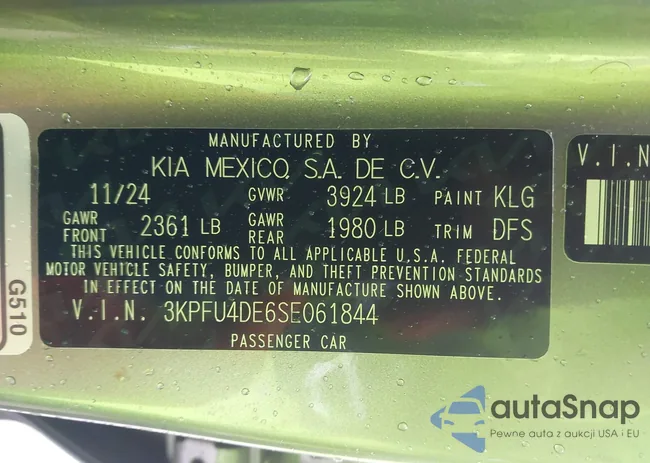 MANUFACTURED BY
KIA MEXICO, S.A. DE C.V.
11/24 GVWR 3924 LB PAINT KLG
GAWR FRONT 2361 LB GAWR REAR 1980 LB TRIM DFS
THIS VEHICLE CONFORMS TO ALL APPLICABLE U.S.A. FEDERAL
MOTOR VEHICLE SAFETY, BUMPER, AND THEFT PREVENTION STANDARDS
IN EFFECT ON THE DATE OF MANUFACTURE SHOWN ABOVE.
V.I.N. 3KPFU4DE6SE061844
PASSENGER CAR
G510
V.I.N
autaSnap
Pewne auta z aukcji USA i EU